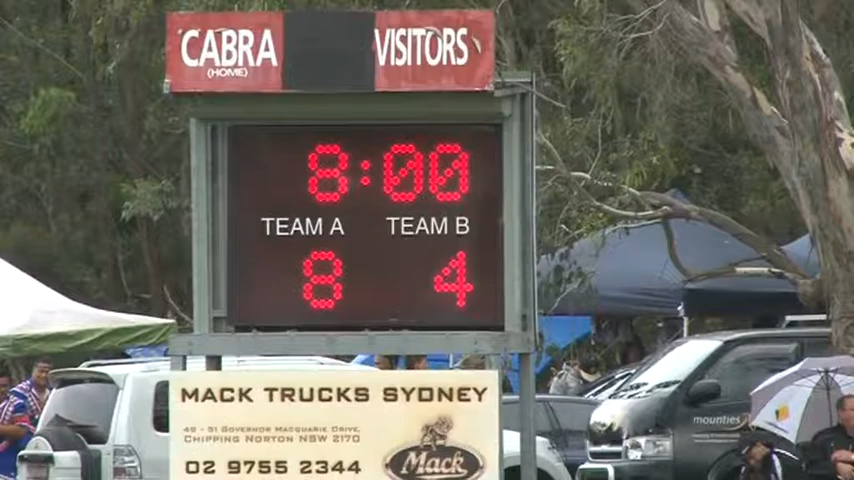 CABRA VISITORS
(HOME)
8:00
TEAM A TEAM B
8 4
MACK TRUCKS SYDNEY
49 - 51 GOVERNOR MACQUARIE DRIVE,
CHIPPING NORTON NSW 2170
02 9755 2344
Mack
mounties